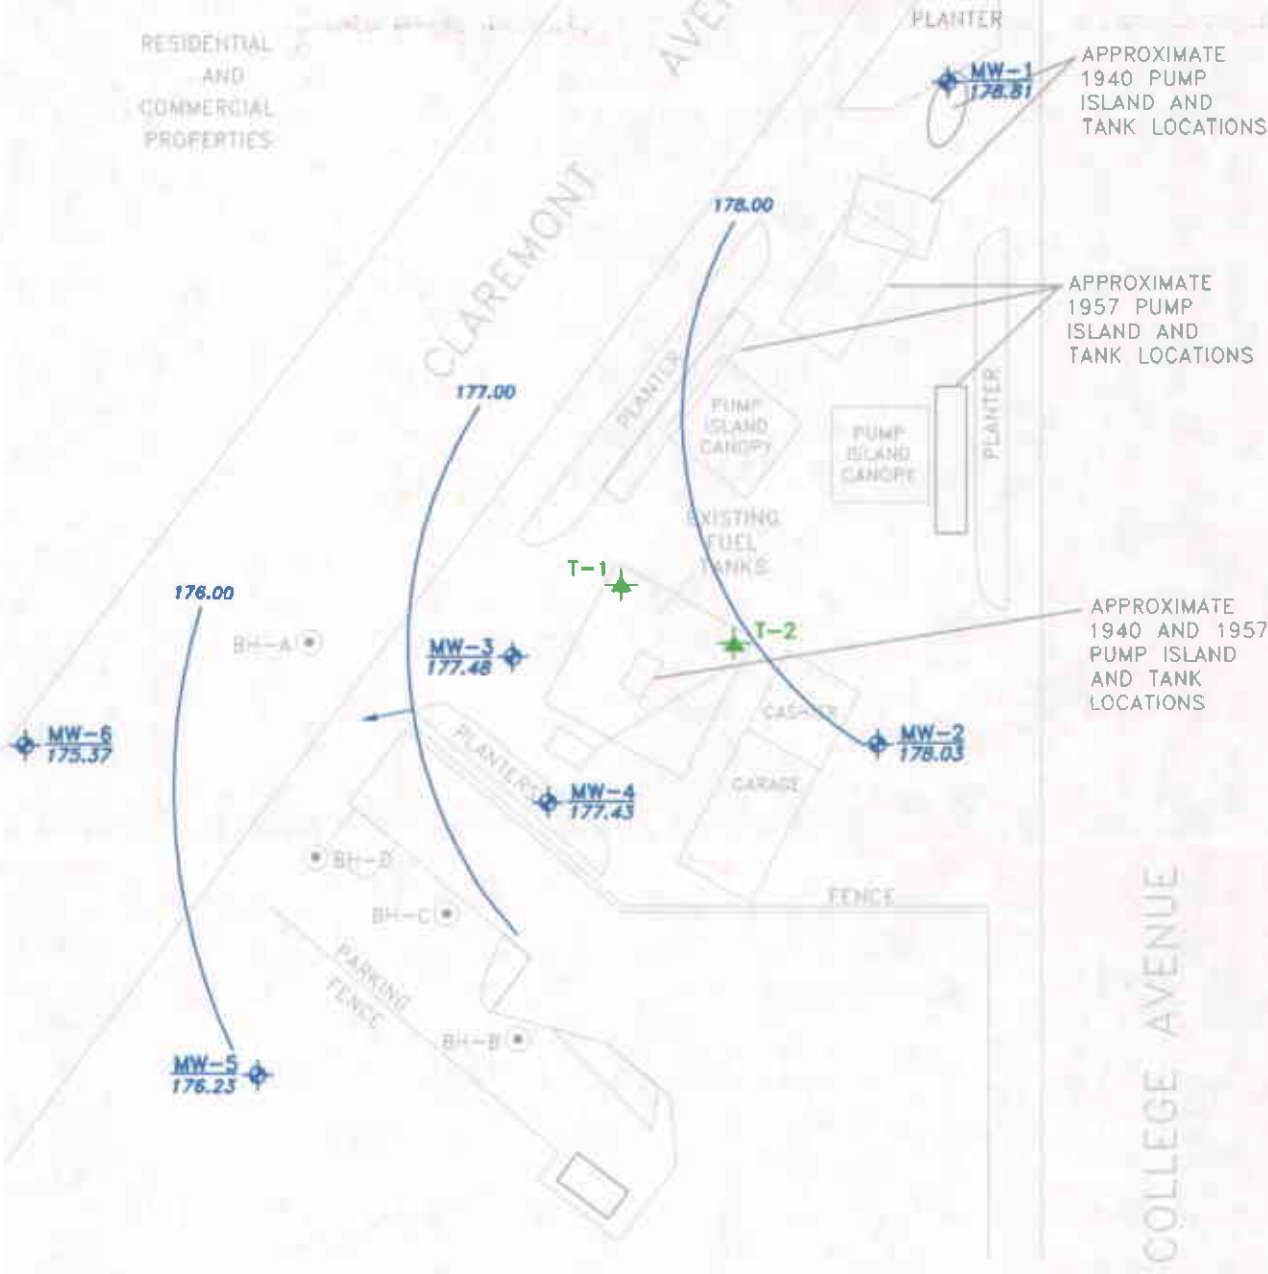 PLANTER
RESIDENTIAL
AND
COMMERCIAL
PROPERTIES
MW-1
178.81
APPROXIMATE
1940 PUMP
ISLAND AND
TANK LOCATIONS
CLAREMONT
178.00
APPROXIMATE
1957 PUMP
ISLAND AND
TANK LOCATIONS
177.00
PLANTER
PUMP
ISLAND
CANOPY
PUMP
ISLAND
CANOPY
PLANTER
EXISTING
FUEL
TANKS
T-1
T-2
176.00
BH-A
MW-3
177.48
APPROXIMATE
1940 AND 1957
PUMP ISLAND
AND TANK
LOCATIONS
MW-6
175.37
PLANTERS
CASHIER
MW-2
178.03
MW-4
177.43
GARAGE
BH-D
BH-C
FENCE
PARKING
FENCE
BH-B
MW-5
176.23
COLLEGE AVENUE